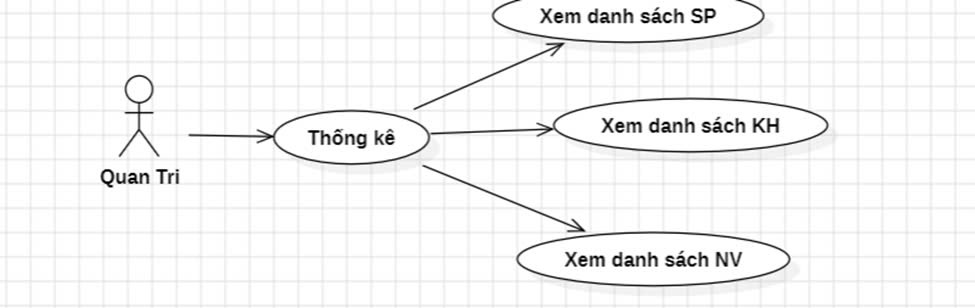 Xem danh sách SP
Thống kê
Xem danh sách KH
Quan Tri
Xem danh sách NV